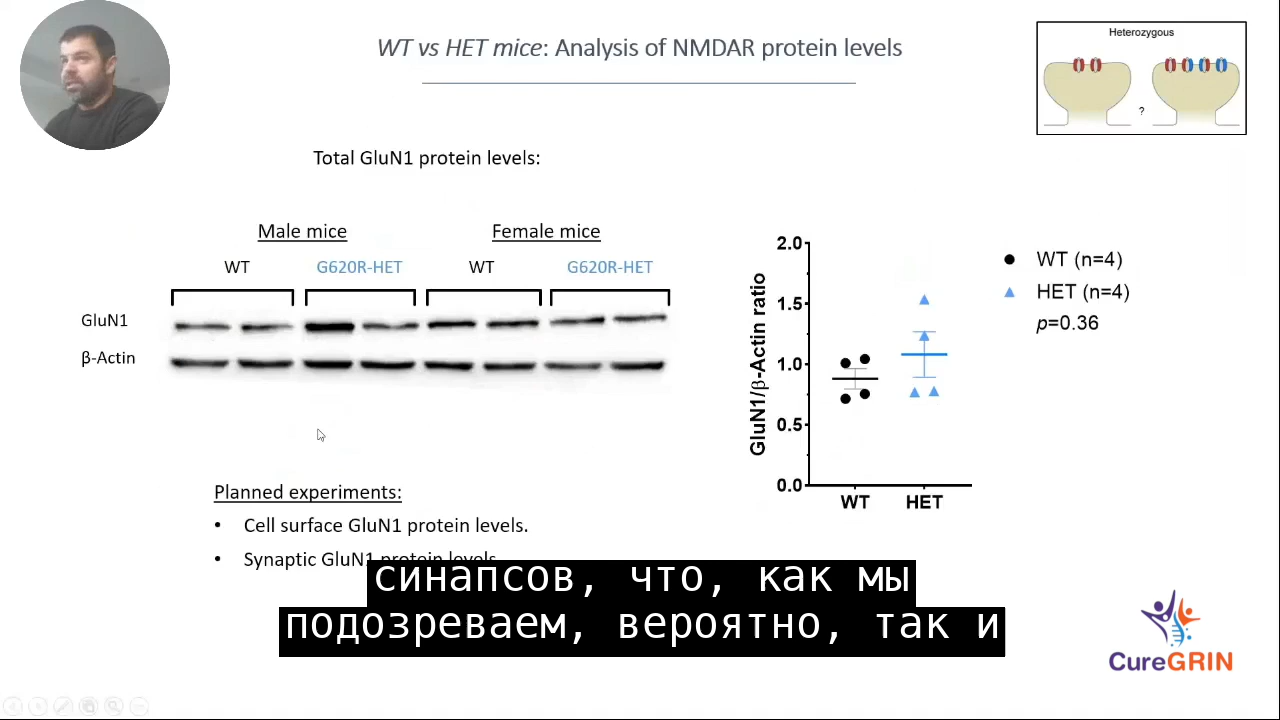 WT vs HET mice: Analysis of NMDAR protein levels
Heterozygous
?
Total GluN1 protein levels:
Male mice
Female mice
WT
G620R-HET
WT
G620R-HET
GluN1
β-Actin
GluN1/β-Actin ratio
2.0
1.5
1.0
0.5
0.0
WT
HET
WT (n=4)
HET (n=4)
p=0.36
Planned experiments:
• Cell surface GluN1 protein levels.
• Synaptic GluN1 protein levels.
синапсов, что, как мы
подозреваем, вероятно, так и
CureGRIN